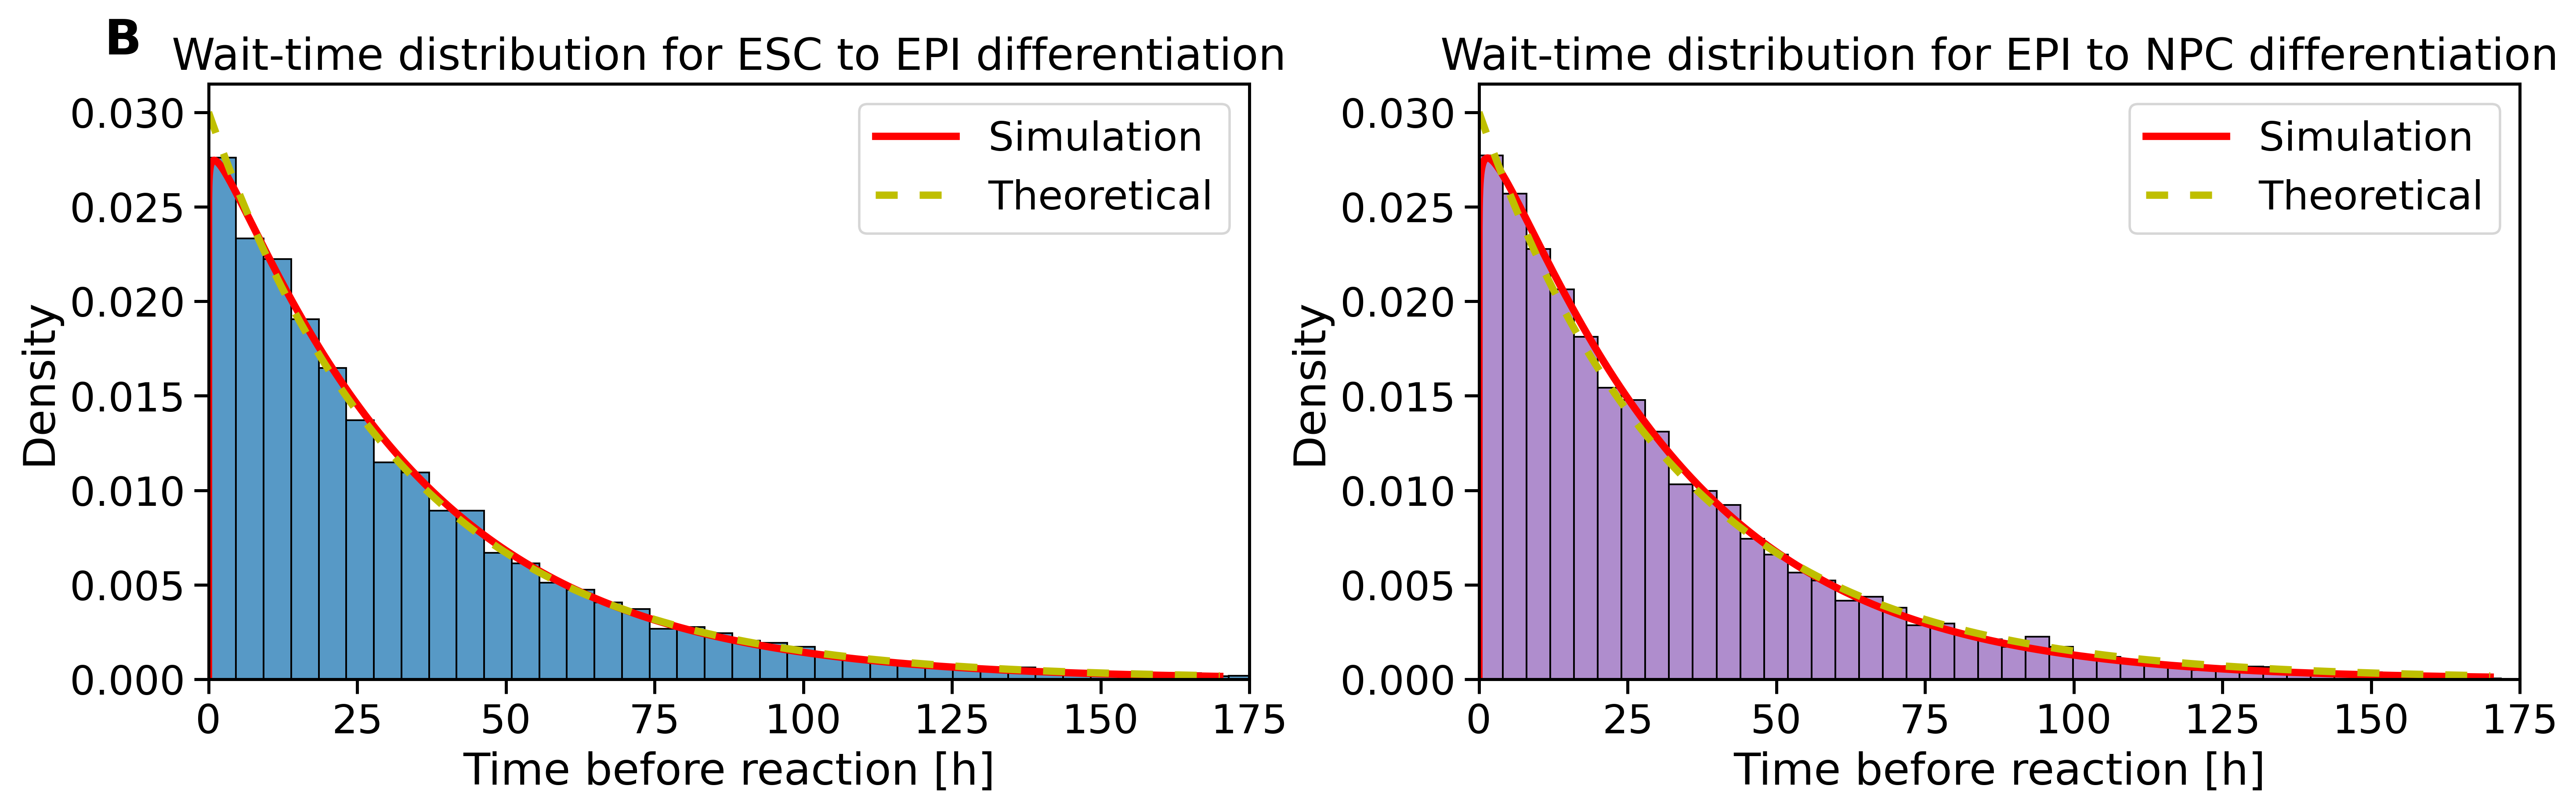 B
Wait-time distribution for ESC to EPI differentiation
Simulation
Theoretical
0.030
0.025
0.020
0.015
0.010
0.005
0.000
Density
0 25 50 75 100 125 150 175
Time before reaction [h]
Wait-time distribution for EPI to NPC differentiation
Simulation
Theoretical
0.030
0.025
0.020
0.015
0.010
0.005
0.000
Density
0 25 50 75 100 125 150 175
Time before reaction [h]